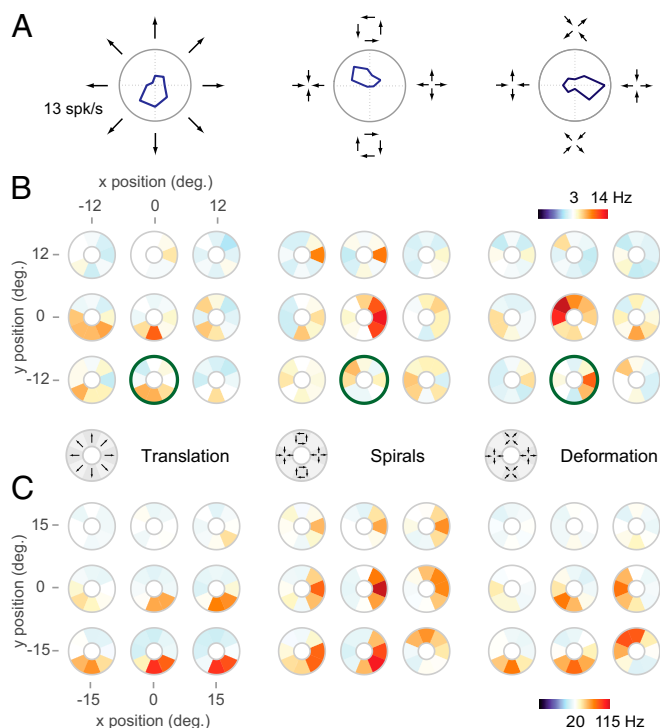 A
13 spk/s
x position (deg.)
B
-12 0 12
3 14 Hz
12
0
-12
y position (deg.)
Translation Spirals Deformation
C
15
0
-15
y position (deg.)
-15 0 15
x position (deg.)
20 115 Hz